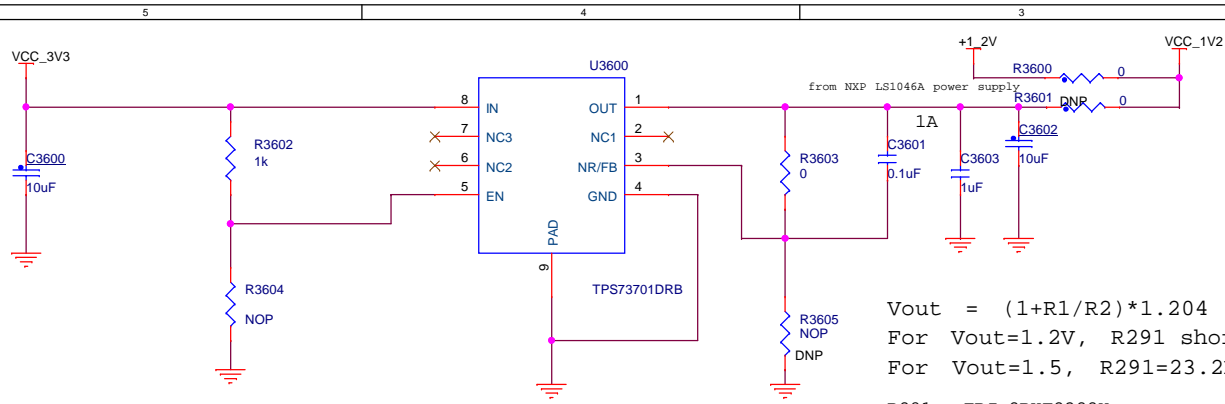 5 4 3
VCC_3V3
+1_2V
VCC_1V2
U3600
R3600 0
from NXP LS1046A power supply
R3601 DNP 0
1A
8 IN OUT 1
7 NC3 NC1 2
6 NC2 NR/FB 3
5 EN GND 4
PAD
9
TPS73701DRB
C3600
10uF
R3602
1k
R3604
NOP
R3603
0
C3601
0.1uF
C3603
1uF
C3602
10uF
R3605
NOP
DNP
Vout = (1+R1/R2)*1.204
For Vout=1.2V, R291 shor
For Vout=1.5, R291=23.2